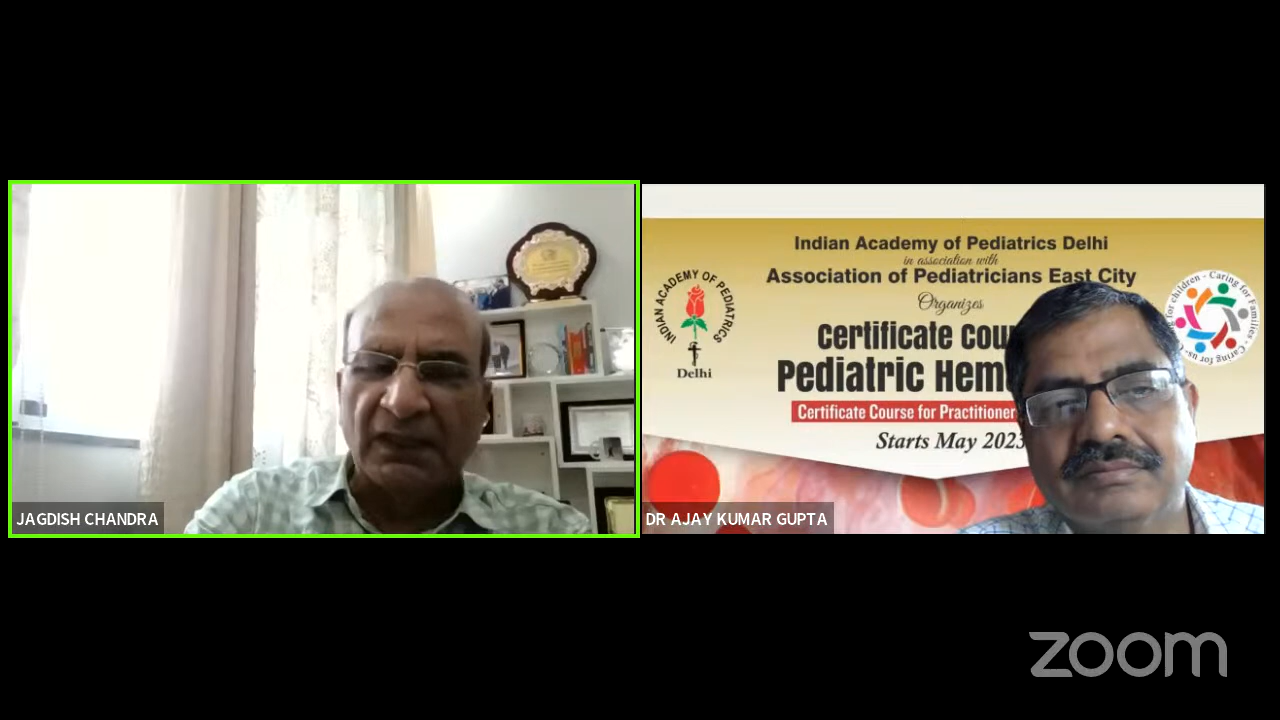 Indian Academy of Pediatrics Delhi
in association with
Association of Pediatricians East City
Organizes
Certificate Cou
Pediatric Hem
Certificate Course for Practitioner
Starts May 2023
INDIAN ACADEMY OF PEDIATRICS
Delhi
for children - Caring for Families - Caring for us -
JAGDISH CHANDRA
DR AJAY KUMAR GUPTA
zoom